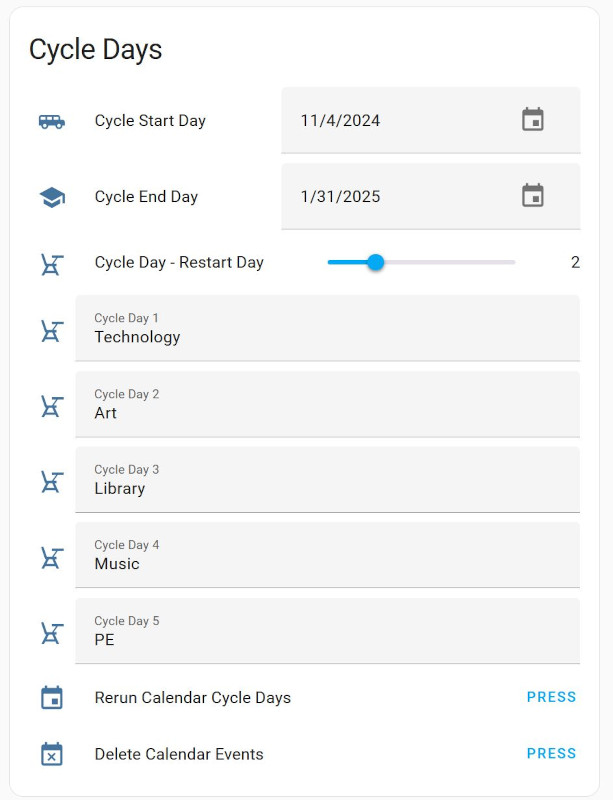 Cycle Days
Cycle Start Day 11/4/2024
Cycle End Day 1/31/2025
Cycle Day - Restart Day 2
Cycle Day 1
Technology
Cycle Day 2
Art
Cycle Day 3
Library
Cycle Day 4
Music
Cycle Day 5
PE
Rerun Calendar Cycle Days PRESS
Delete Calendar Events PRESS